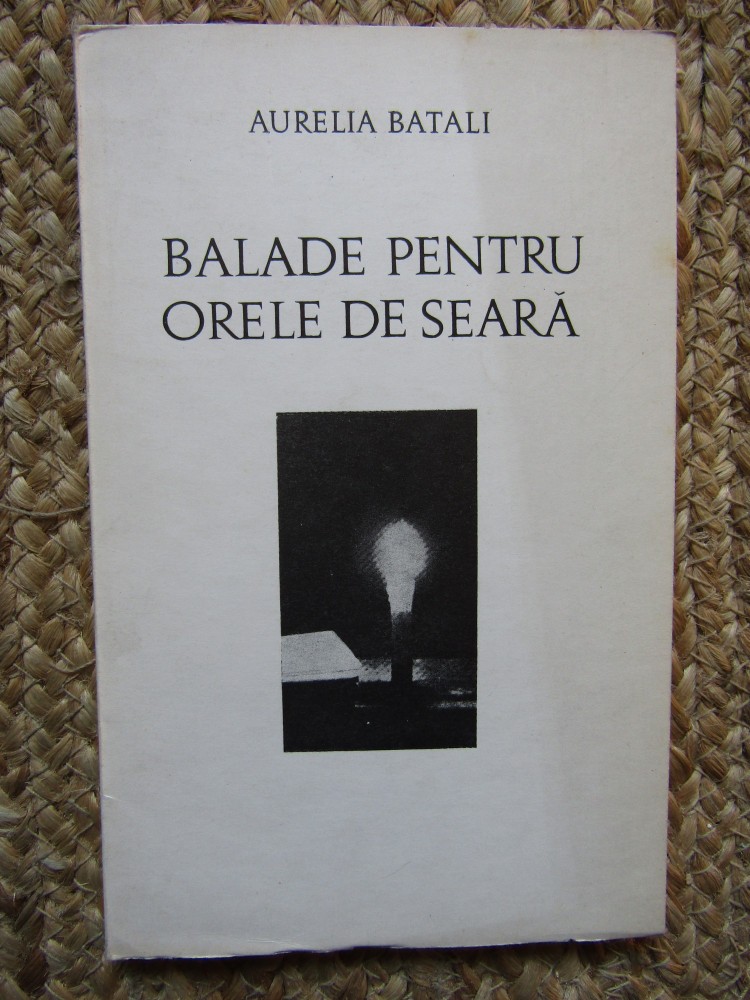 AURELIA BATALI
BALADE PENTRU
ORELE DE SEARĂ